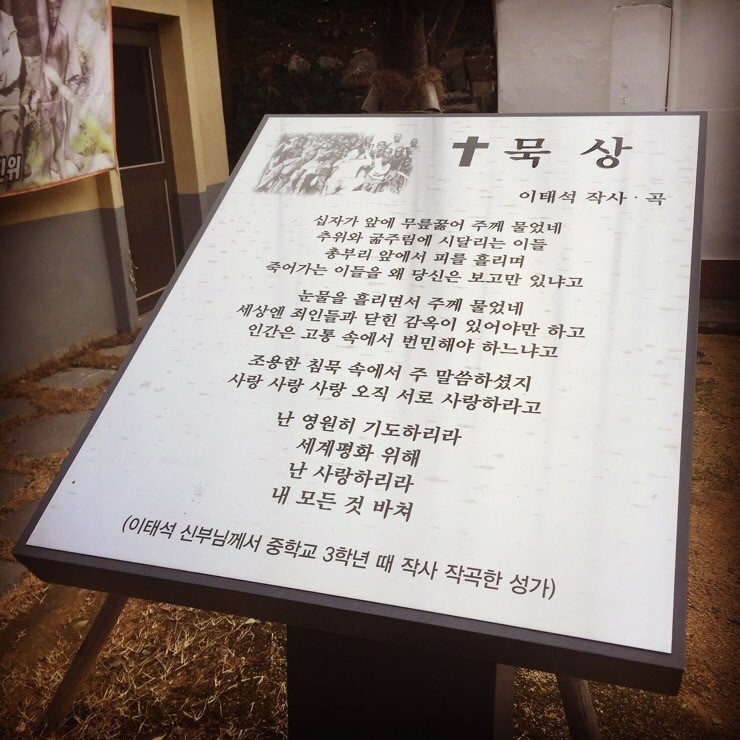 진위
✝묵 상
이태석 작사·곡
십자가 앞에 무릎꿇어 주께 물었네
추위와 굶주림에 시달리는 이들
총부리 앞에서 피를 흘리며
죽어가는 이들을 왜 당신은 보고만 있냐고
눈물을 흘리면서 주께 물었네
세상엔 죄인들과 닫힌 감옥이 있어야만 하고
인간은 고통 속에서 번민해야 하느냐고
조용한 침묵 속에서 주 말씀하셨지
사랑 사랑 사랑 오직 서로 사랑하라고
난 영원히 기도하리라
세계평화 위해
난 사랑하리라
내 모든 것 바쳐
(이태석 신부님께서 중학교 3학년 때 작사 작곡한 성가)